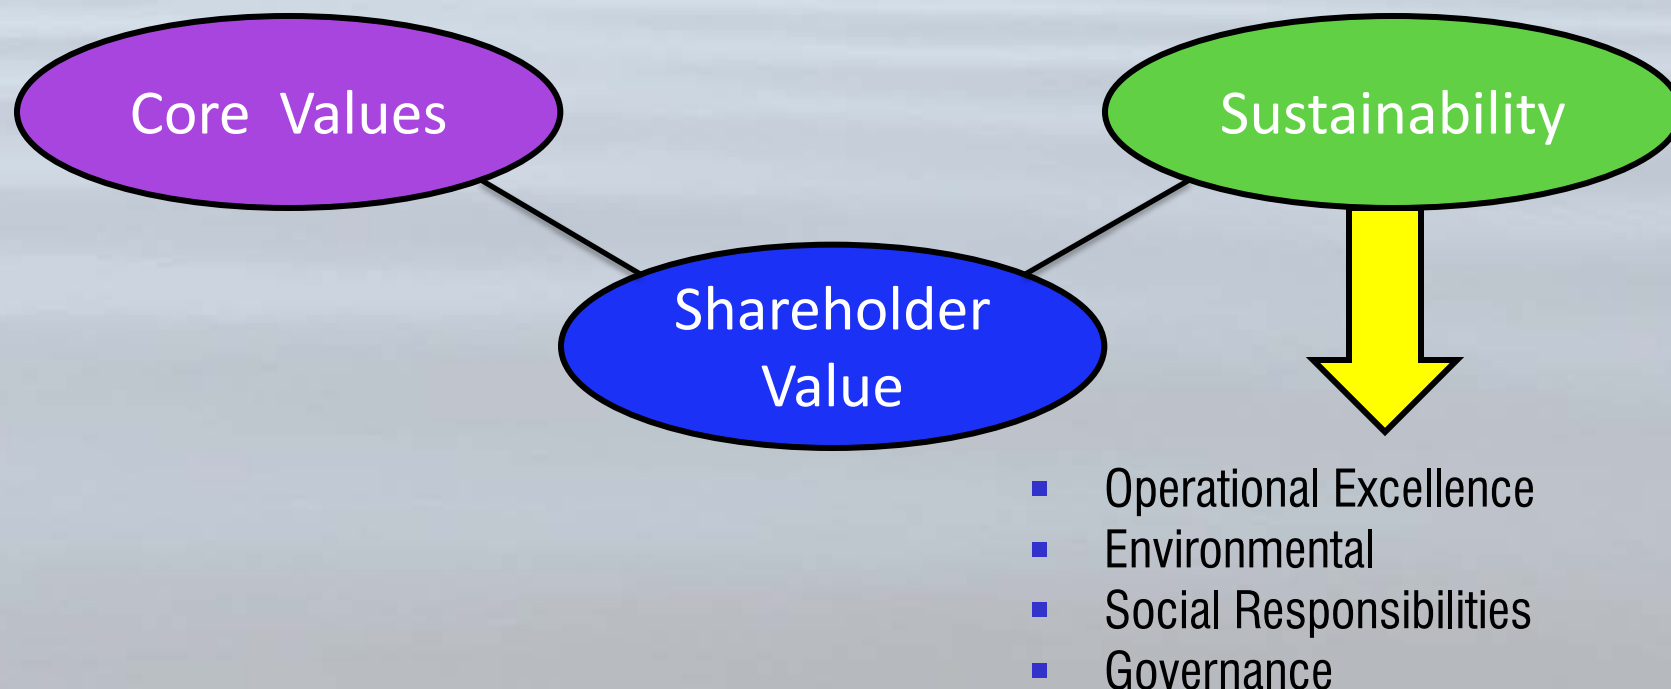 Core Values
Sustainability
Shareholder
Value
Operational Excellence
Environmental
Social Responsibilities
Governance